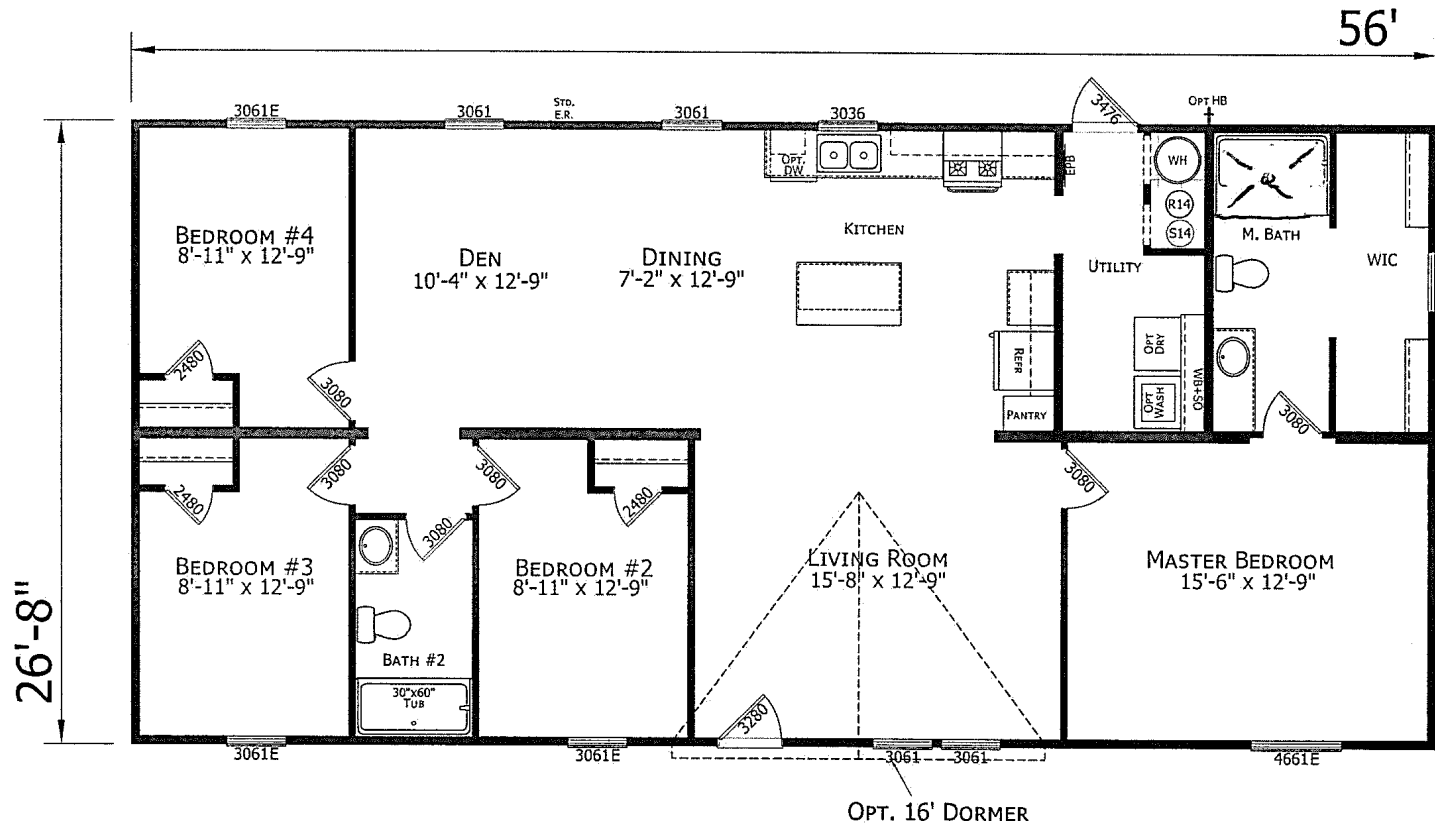 56'
3061E
3061
STD.
E.R.
3061
3036
3476
OPT HB
OPT.
DW
EPB
WH
R14
S14
BEDROOM #4
8'-11" X 12'-9"
DEN
10'-4" X 12'-9"
DINING
7'-2" X 12'-9"
KITCHEN
UTILITY
M. BATH
WIC
2480
3080
REFR
PANTRY
OPT
DRY
OPT
WASH
WB+SO
3080
2480
3080
3080
3080
2480
3080
BEDROOM #3
8'-11" X 12'-9"
BEDROOM #2
8'-11" X 12'-9"
LIVING ROOM
15'-8" X 12'-9"
MASTER BEDROOM
15'-6" X 12'-9"
26'-8"
BATH #2
30"X60"
TUB
3280
3061E
3061E
3061
3061
4661E
OPT. 16' DORMER